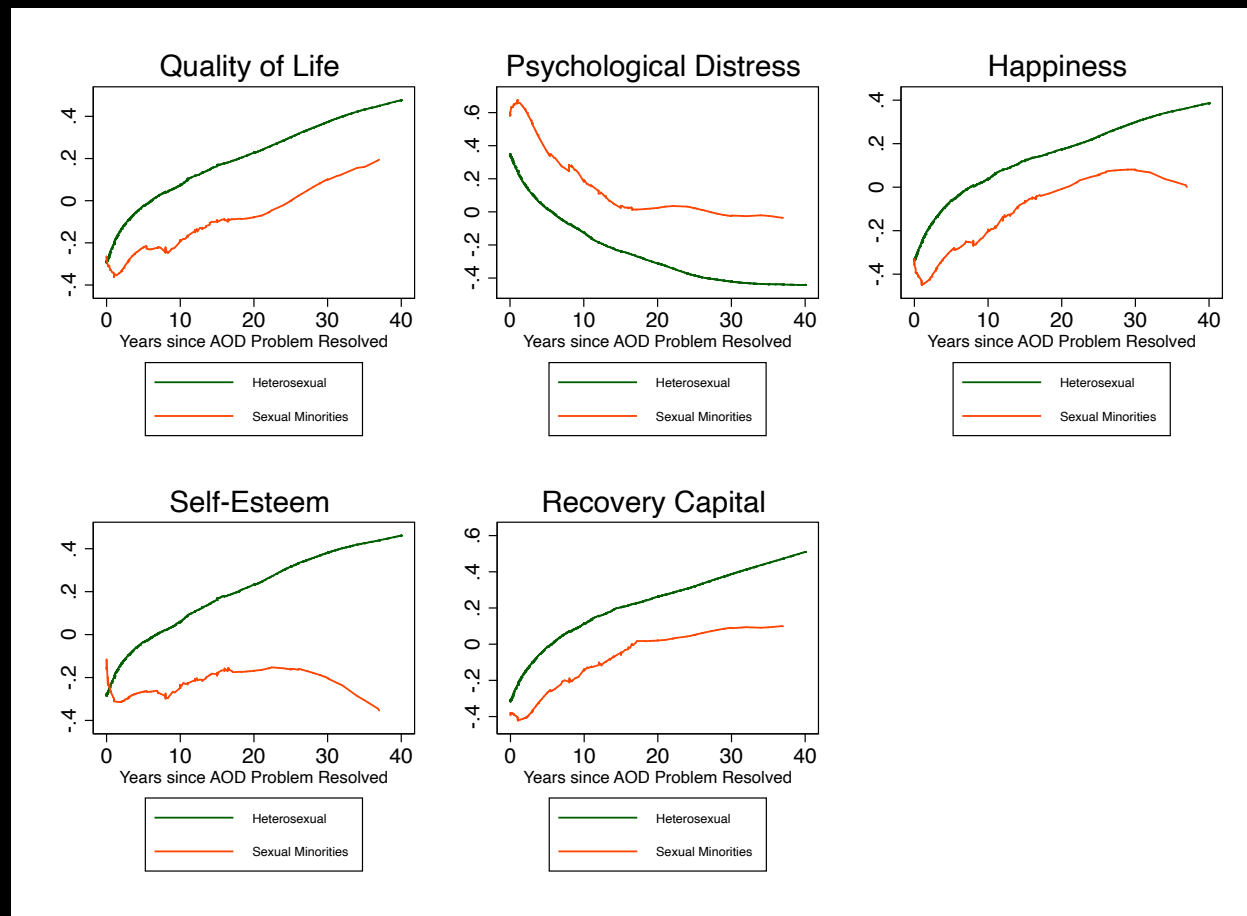 Quality of Life
.4
.2
0
-.2
-.4
0 10 20 30 40
Years since AOD Problem Resolved
Heterosexual
Sexual Minorities
Psychological Distress
.6
.4
.2
0
-.2
-.4
0 10 20 30 40
Years since AOD Problem Resolved
Heterosexual
Sexual Minorities
Happiness
.4
.2
0
-.2
-.4
0 10 20 30 40
Years since AOD Problem Resolved
Heterosexual
Sexual Minorities
Self-Esteem
.4
.2
0
-.2
-.4
0 10 20 30 40
Years since AOD Problem Resolved
Heterosexual
Sexual Minorities
Recovery Capital
.6
.4
.2
0
-.2
-.4
0 10 20 30 40
Years since AOD Problem Resolved
Heterosexual
Sexual Minorities